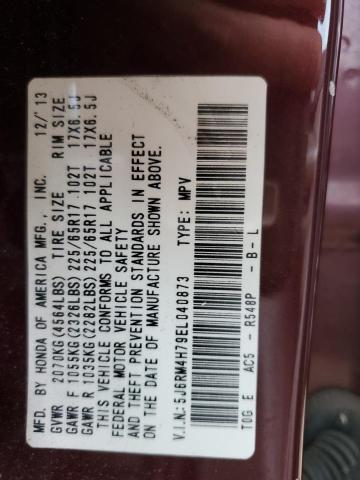 MFD. BY HONDA OF AMERICA MFG., INC. 12/'13
GVWR 2070KG(4564LBS) TIRE SIZE RIM SIZE
GAWR F 1055KG(2326LBS) 225/65R17 102T 17X6.5J
GAWR R 1035KG(2282LBS) 225/65R17 102T 17X6.5J
THIS VEHICLE CONFORMS TO ALL APPLICABLE
FEDERAL MOTOR VEHICLE SAFETY
AND THEFT PREVENTION STANDARDS IN EFFECT
ON THE DATE OF MANUFACTURE SHOWN ABOVE.
V.I.N.:5J6RM4H79EL040873 TYPE: MPV
T0G E AC5 - R548P - B - L